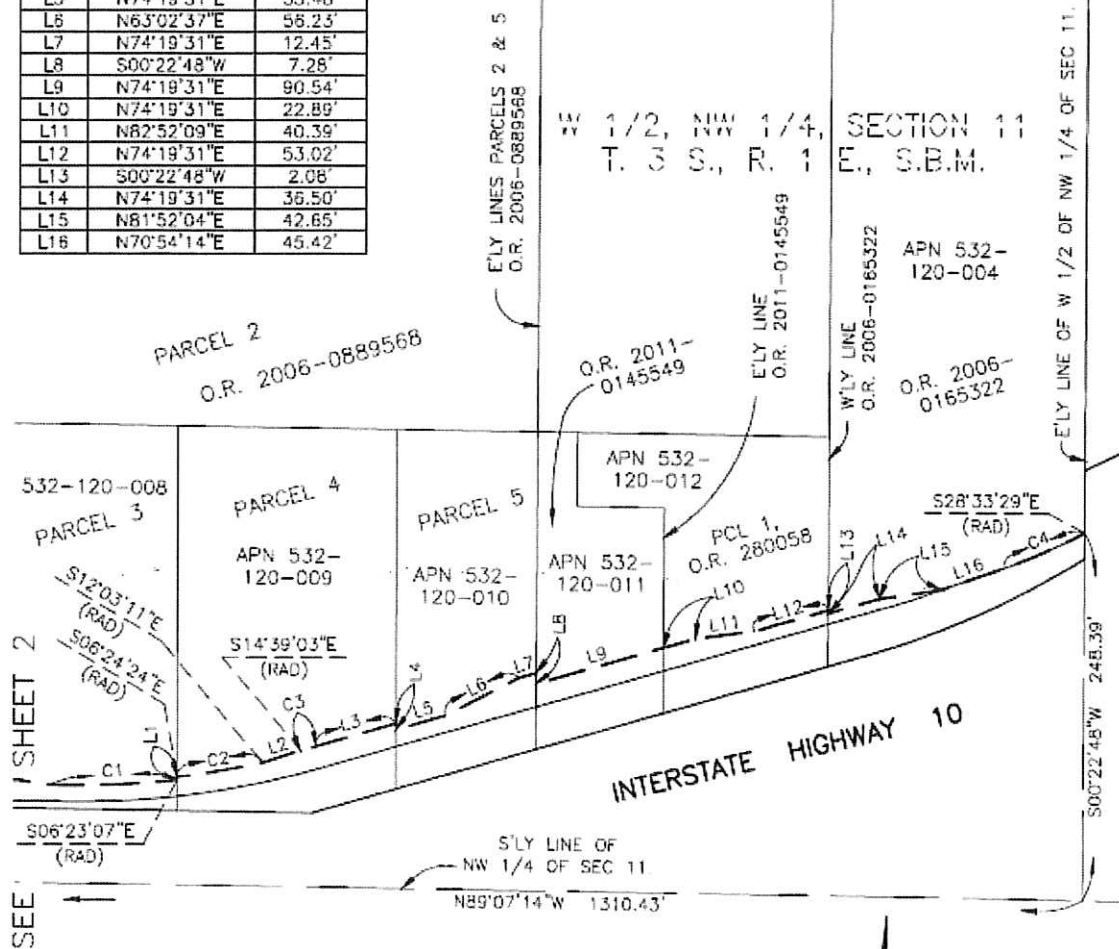 L6 N63°02'37"E 56.23'
L7 N74°19'31"E 12.45'
L8 S00°22'48"W 7.28'
L9 N74°19'31"E 90.54'
L10 N74°19'31"E 22.89'
L11 N82°52'09"E 40.39'
L12 N74°19'31"E 53.02'
L13 S00°22'48"W 2.08'
L14 N74°19'31"E 36.50'
L15 N81°52'04"E 42.65'
L16 N70°54'14"E 45.42'
E'LY LINES PARCELS 2 & 5
O.R. 2006-0889568
W 1/2, NW 1/4, SECTION 11
T. 3 S., R. 1 E., S.B.M.
E'LY LINE OF W 1/2 OF NW 1/4 OF SEC 11.
APN 532-
120-004
PARCEL 2
O.R. 2006-0889568
O.R. 2011-
0145549
E'LY LINE
O.R. 2011-0145549
W'LY LINE
O.R. 2006-0165322
O.R. 2006-
0165322
532-120-008
PARCEL 3
PARCEL 4
APN 532-
120-009
PARCEL 5
APN 532-
120-010
APN 532-
120-011
APN 532-
120-012
PCL 1,
O.R. 280058
S28°33'29"E
(RAD)
S12°03'11"E
(RAD)
S06°24'24"E
(RAD)
S14°39'03"E
(RAD)
L1
C1
C2
L2
C3
L3
L4
L5
L6
L7
L8
L9
L10
L11
L12
L13
L14
L15
L16
C4
S06°23'07"E
(RAD)
INTERSTATE HIGHWAY 10
S00°22'48"W 248.39'
S'LY LINE OF
NW 1/4 OF SEC 11.
N89°07'14"W 1310.43'
SEE SHEET 2